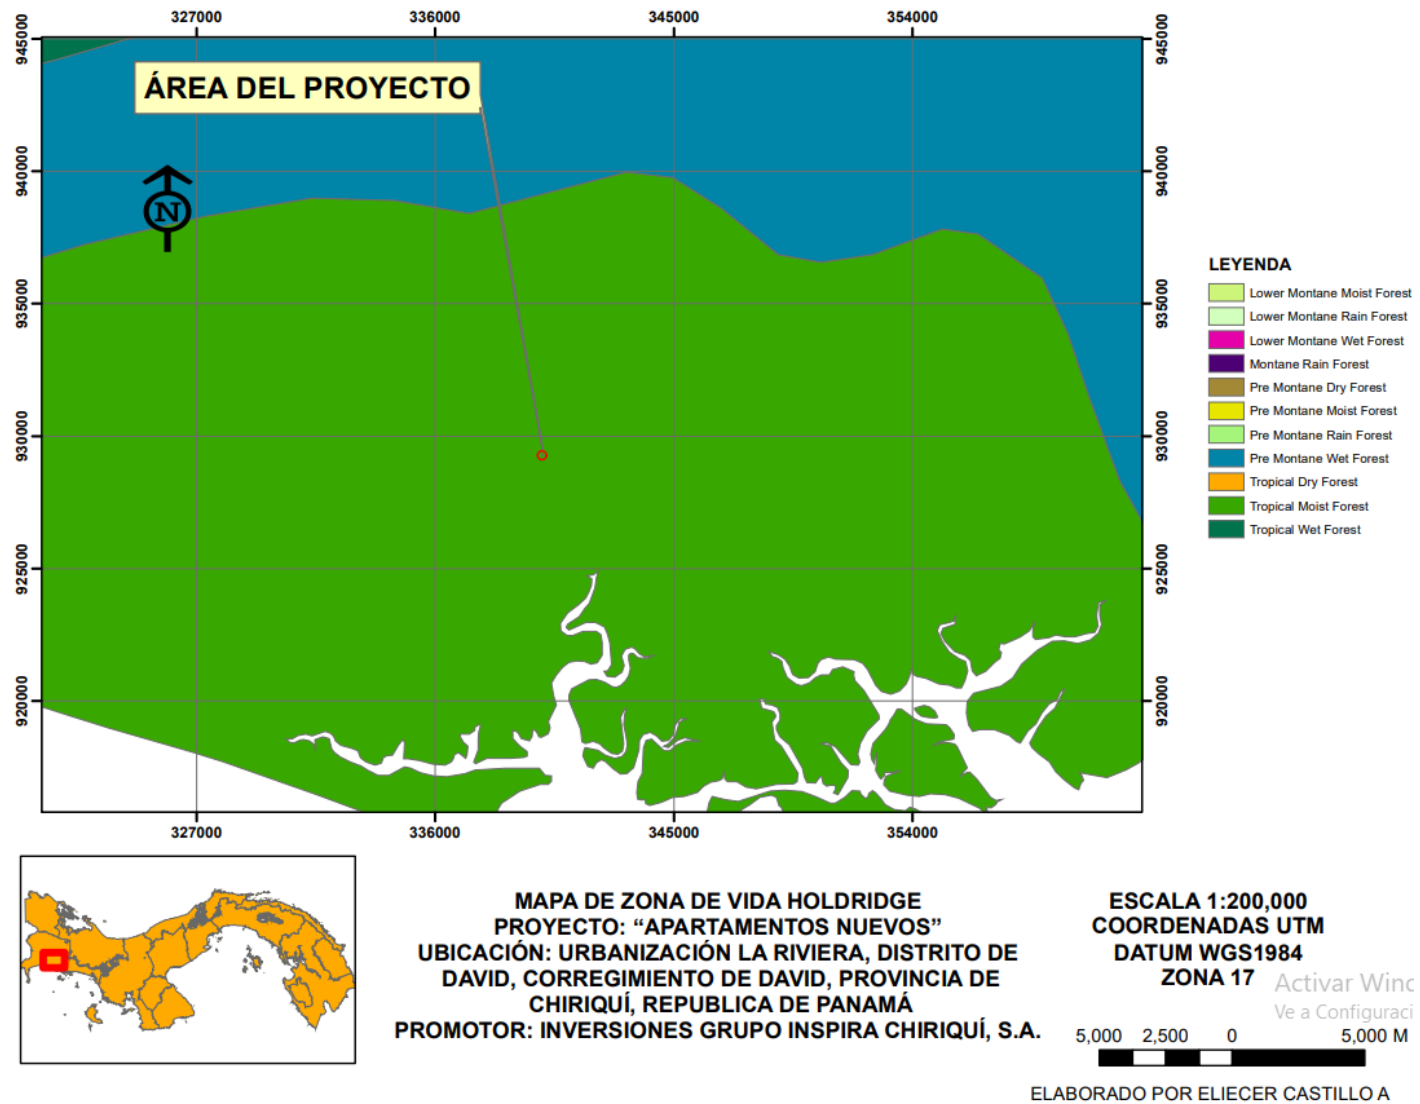 327000 336000 345000 354000
945000 945000
ÁREA DEL PROYECTO
940000 940000
N
935000 935000
930000 930000
925000 925000
920000 920000
327000 336000 345000 354000
LEYENDA
Lower Montane Moist Forest
Lower Montane Rain Forest
Lower Montane Wet Forest
Montane Rain Forest
Pre Montane Dry Forest
Pre Montane Moist Forest
Pre Montane Rain Forest
Pre Montane Wet Forest
Tropical Dry Forest
Tropical Moist Forest
Tropical Wet Forest
MAPA DE ZONA DE VIDA HOLDRIDGE
PROYECTO: “APARTAMENTOS NUEVOS”
UBICACIÓN: URBANIZACIÓN LA RIVIERA, DISTRITO DE
DAVID, CORREGIMIENTO DE DAVID, PROVINCIA DE
CHIRIQUÍ, REPUBLICA DE PANAMÁ
PROMOTOR: INVERSIONES GRUPO INSPIRA CHIRIQUÍ, S.A.
ESCALA 1:200,000
COORDENADAS UTM
DATUM WGS1984
ZONA 17
Activar Winc
Ve a Configuraci
5,000 2,500 0 5,000 M
ELABORADO POR ELIECER CASTILLO A